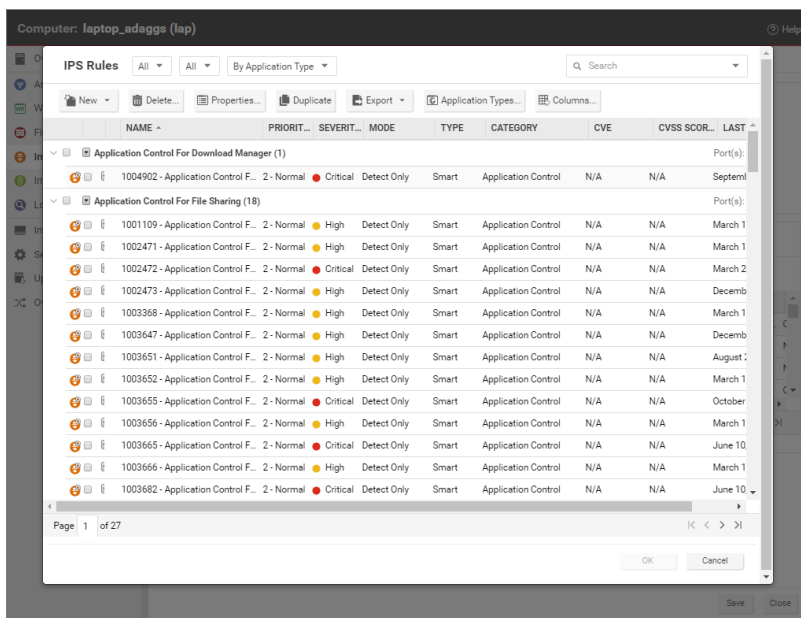 Computer: laptop_adaggs (lap) Help
IPS Rules All All By Application Type Search
New Delete... Properties... Duplicate Export Application Types... Columns...
NAME PRIORIT... SEVERIT... MODE TYPE CATEGORY CVE CVSS SCOR... LAST
Application Control For Download Manager (1) Port(s):
1004902 - Application Control F... 2 - Normal Critical Detect Only Smart Application Control N/A N/A Septem
Application Control For File Sharing (18) Port(s):
1001109 - Application Control F... 2 - Normal High Detect Only Smart Application Control N/A N/A March 1
1002471 - Application Control F... 2 - Normal High Detect Only Smart Application Control N/A N/A March 1
1002472 - Application Control F... 2 - Normal Critical Detect Only Smart Application Control N/A N/A March 2
1002473 - Application Control F... 2 - Normal High Detect Only Smart Application Control N/A N/A Decemb
1003368 - Application Control F... 2 - Normal High Detect Only Smart Application Control N/A N/A March 1
1003647 - Application Control F... 2 - Normal High Detect Only Smart Application Control N/A N/A Decemb
1003651 - Application Control F... 2 - Normal High Detect Only Smart Application Control N/A N/A August
1003652 - Application Control F... 2 - Normal High Detect Only Smart Application Control N/A N/A March 1
1003655 - Application Control F... 2 - Normal Critical Detect Only Smart Application Control N/A N/A October
1003656 - Application Control F... 2 - Normal High Detect Only Smart Application Control N/A N/A March 1
1003665 - Application Control F... 2 - Normal Critical Detect Only Smart Application Control N/A N/A June 10,
1003666 - Application Control F... 2 - Normal High Detect Only Smart Application Control N/A N/A March 1
1003682 - Application Control F... 2 - Normal Critical Detect Only Smart Application Control N/A N/A June 10,
Page 1 of 27
OK Cancel
Save Close